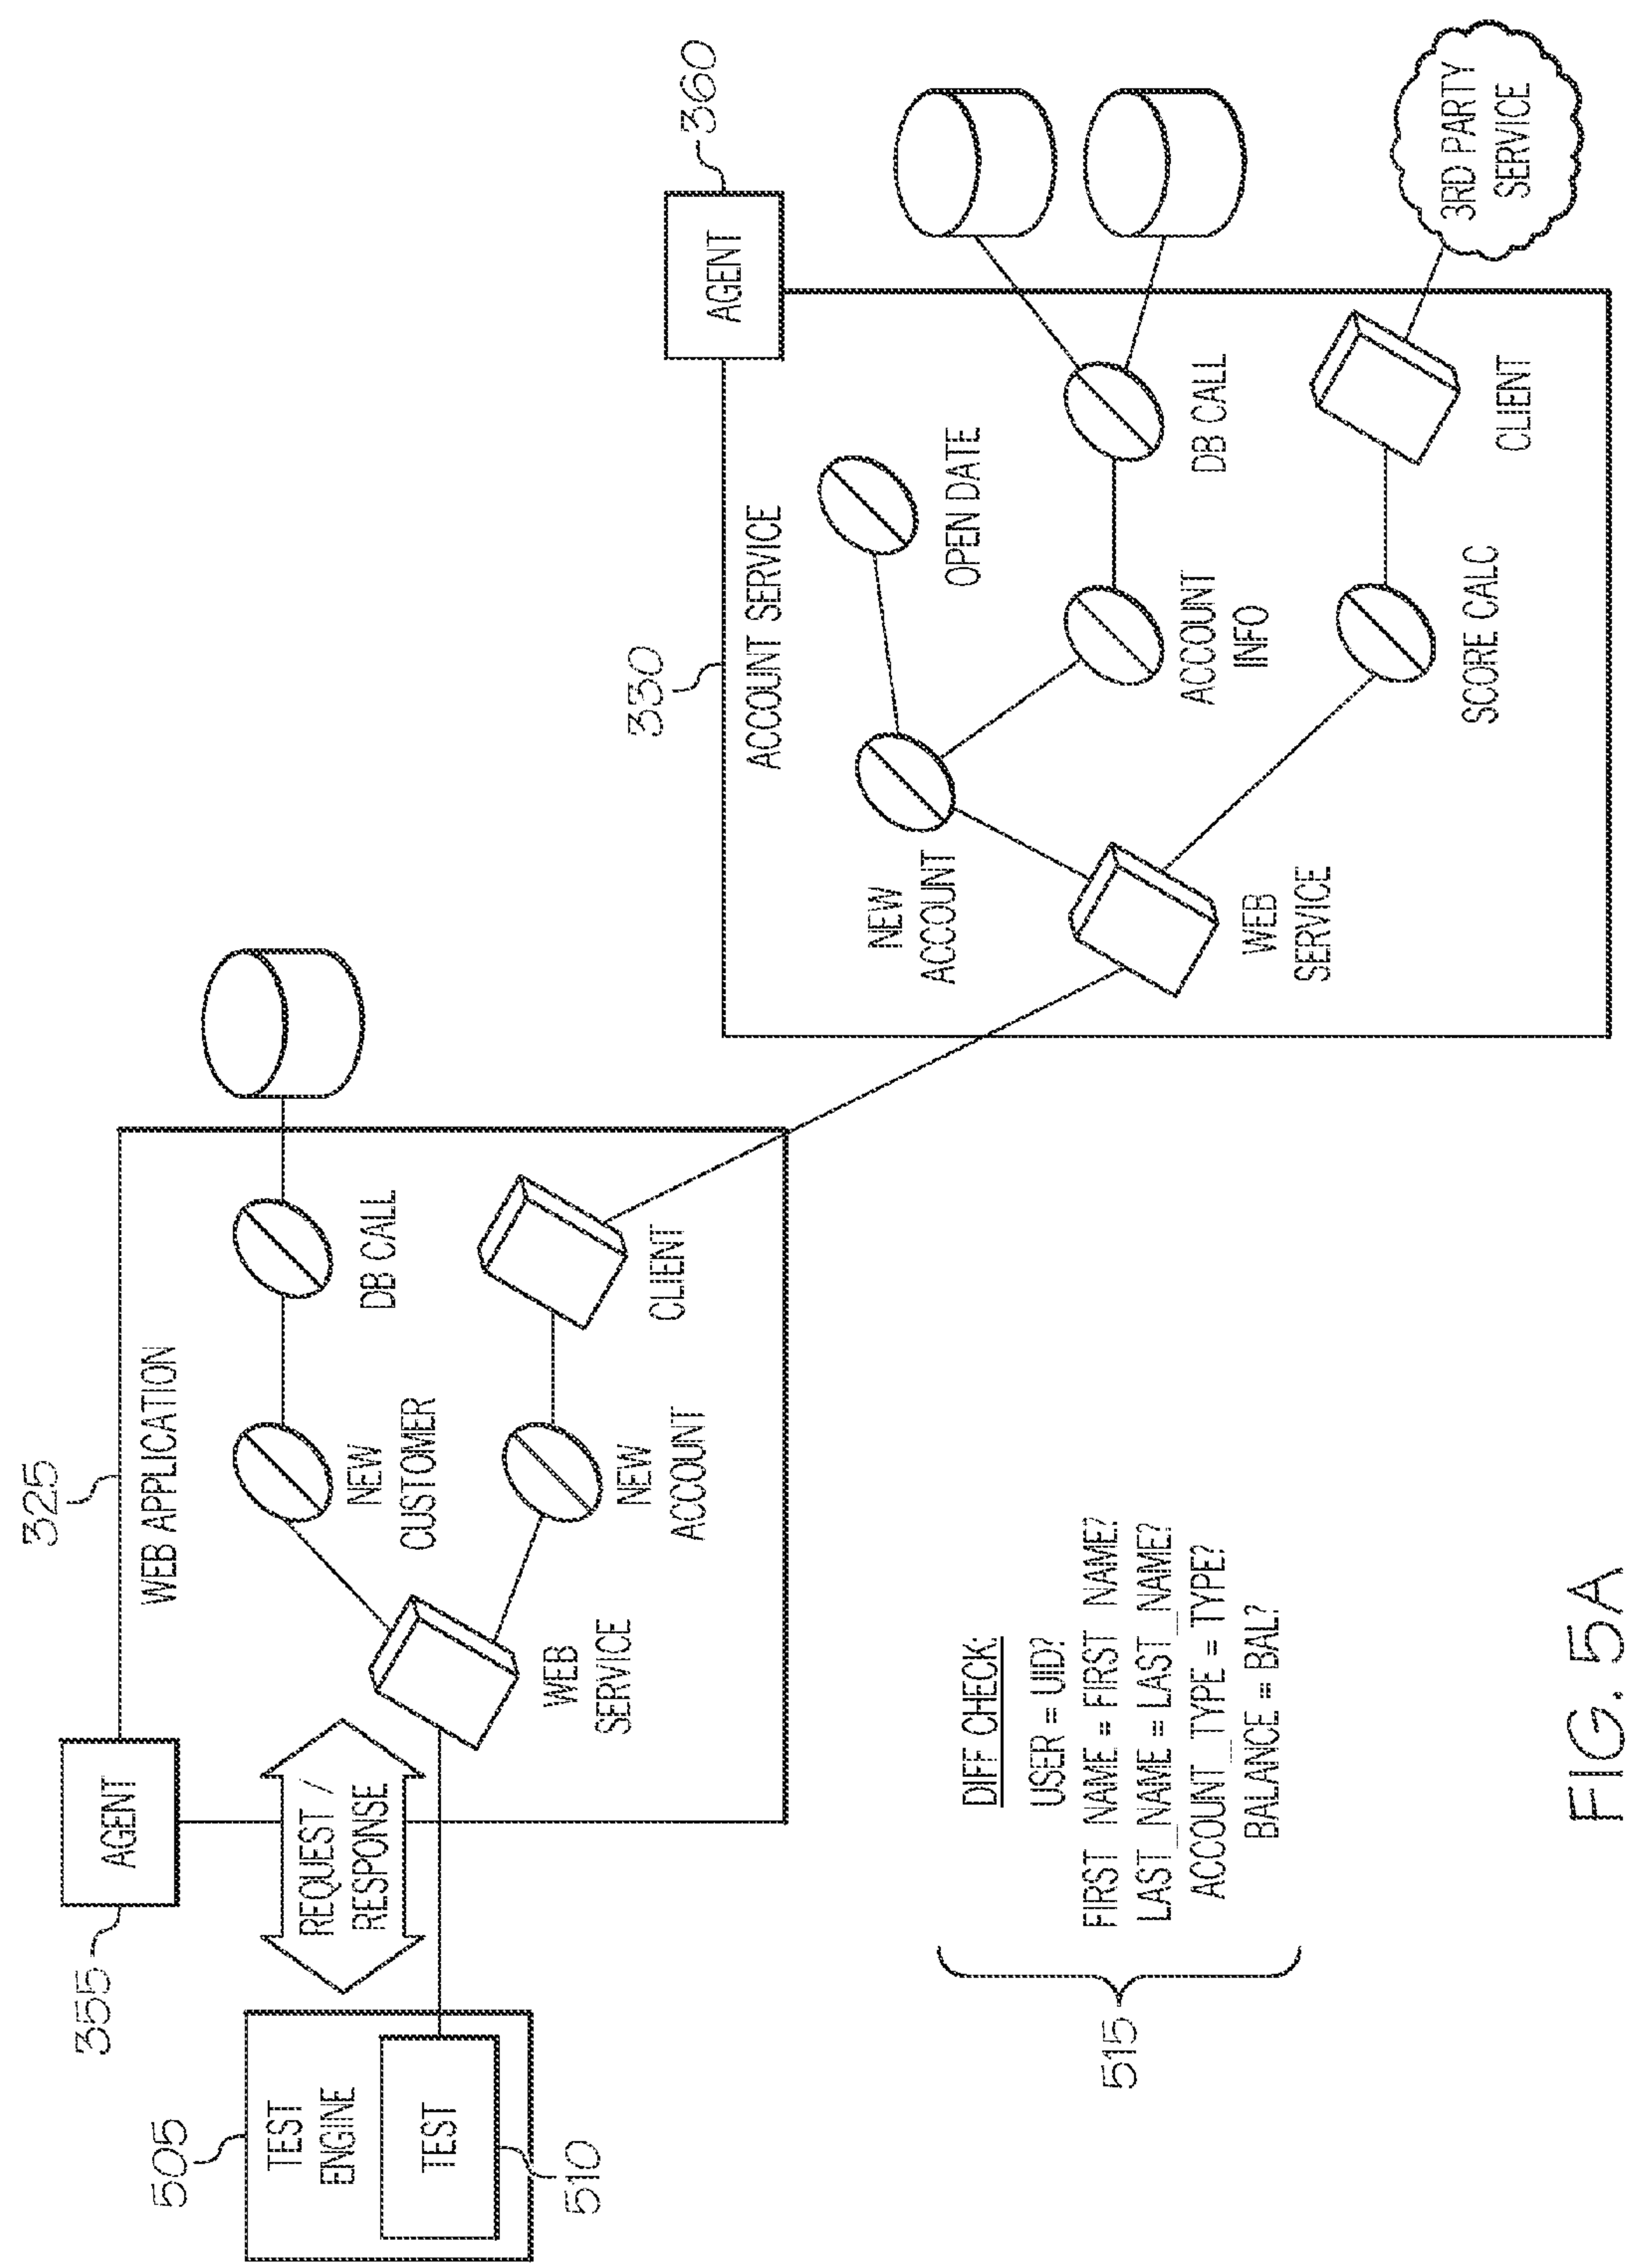 505
TEST
ENGINE
TEST
510
355
AGENT
REQUEST /
RESPONSE
325
WEB APPLICATION
WEB
SERVICE
NEW
CUSTOMER
DB CALL
NEW
ACCOUNT
CLIENT
330
360
AGENT
ACCOUNT SERVICE
NEW
ACCOUNT
OPEN DATE
WEB
SERVICE
ACCOUNT
INFO
DB CALL
SCORE CALC
CLIENT
3RD PARTY
SERVICE
515
DIFF CHECK:
USER = UID?
FIRST_NAME = FIRST_NAME?
LAST_NAME = LAST_NAME?
ACCOUNT_TYPE = TYPE?
BALANCE = BAL?
FIG. 5A